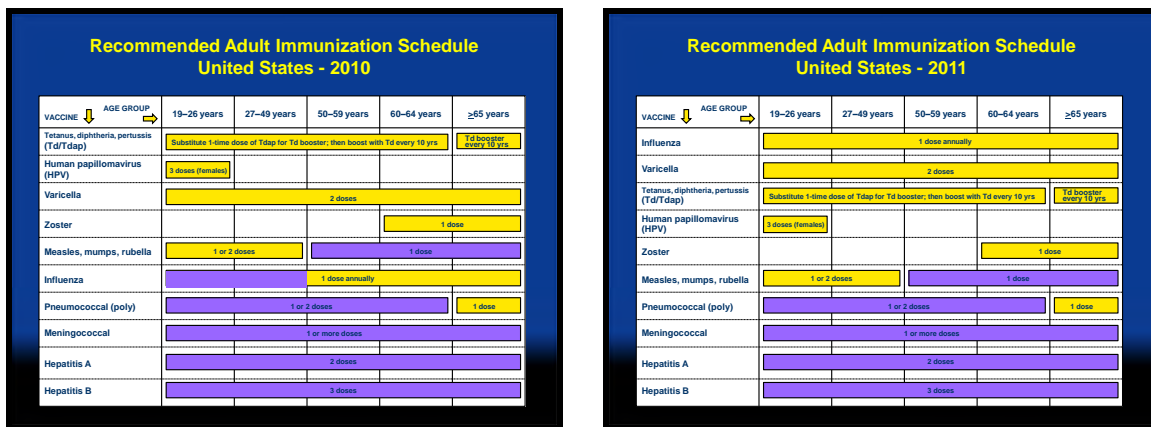 Recommended Adult Immunization Schedule
United States - 2010
VACCINE AGE GROUP 19–26 years 27–49 years 50–59 years 60–64 years ≥65 years
Tetanus, diphtheria, pertussis
(Td/Tdap)
Substitute 1-time dose of Tdap for Td booster; then boost with Td every 10 yrs
Td booster
every 10 yrs
Human papillomavirus
(HPV)
3 doses (females)
Varicella
2 doses
Zoster
1 dose
Measles, mumps, rubella
1 or 2 doses
1 dose
Influenza
1 dose annually
Pneumococcal (poly)
1 or 2 doses
1 dose
Meningococcal
1 or more doses
Hepatitis A
2 doses
Hepatitis B
3 doses
Recommended Adult Immunization Schedule
United States - 2011
VACCINE AGE GROUP 19–26 years 27–49 years 50–59 years 60–64 years ≥65 years
Influenza
1 dose annually
Varicella
2 doses
Tetanus, diphtheria, pertussis
(Td/Tdap)
Substitute 1-time dose of Tdap for Td booster; then boost with Td every 10 yrs
Td booster
every 10 yrs
Human papillomavirus
(HPV)
3 doses (females)
Zoster
1 dose
Measles, mumps, rubella
1 or 2 doses
1 dose
Pneumococcal (poly)
1 or 2 doses
1 dose
Meningococcal
1 or more doses
Hepatitis A
2 doses
Hepatitis B
3 doses